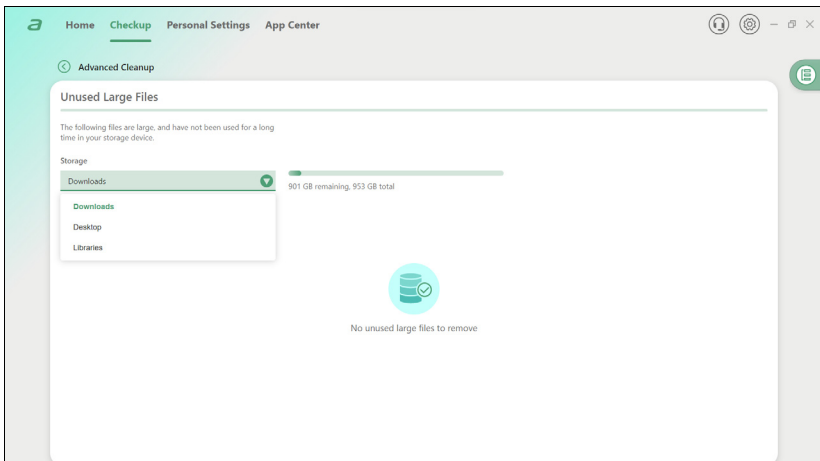 a Home Checkup Personal Settings App Center
Advanced Cleanup
Unused Large Files
The following files are large, and have not been used for a long
time in your storage device.
Storage
Downloads
901 GB remaining, 953 GB total
Downloads
Desktop
Libraries
No unused large files to remove